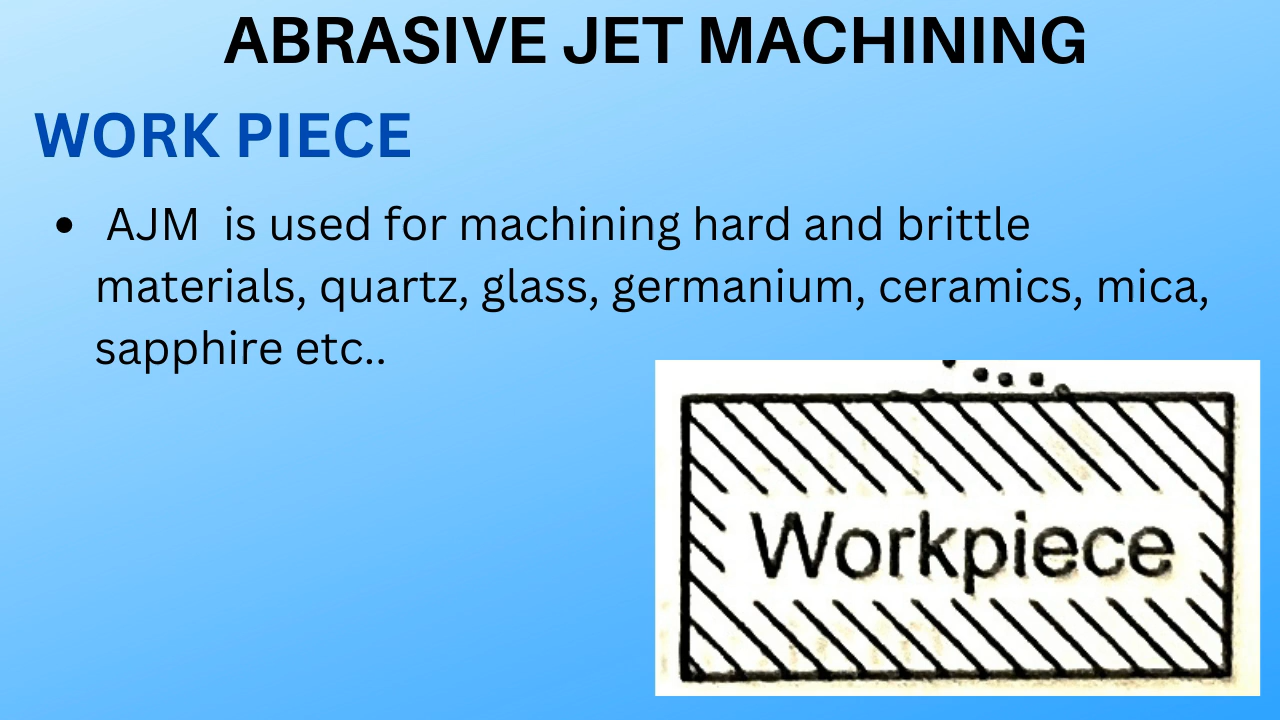 ABRASIVE JET MACHINING
WORK PIECE
• AJM is used for machining hard and brittle
materials, quartz, glass, germanium, ceramics, mica,
sapphire etc..
Workpiece